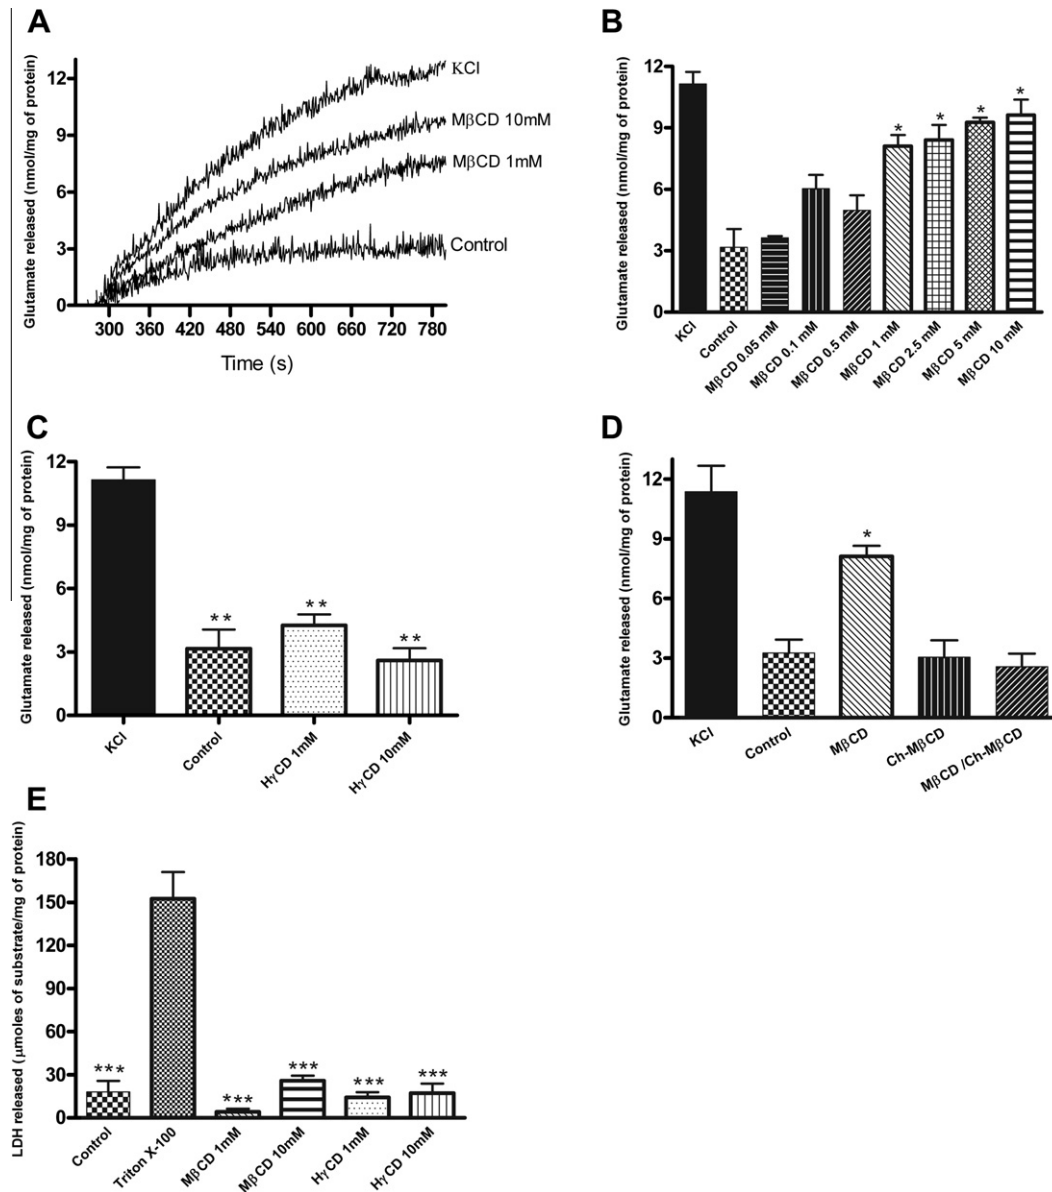 A
Glutamate released (nmol/mg of protein)
12
9
6
3
0
300 360 420 480 540 600 660 720 780
Time (s)
KCl
MβCD 10mM
MβCD 1mM
Control
B
Glutamate released (nmol/mg of protein)
12
9
6
3
0
* * * *
KCl
Control
MβCD 0.05 mM
MβCD 0.1 mM
MβCD 0.5 mM
MβCD 1 mM
MβCD 2.5 mM
MβCD 5 mM
MβCD 10 mM
C
Glutamate released (nmol/mg of protein)
12
9
6
3
0
** ** **
KCl
Control
HγCD 1mM
HγCD 10mM
D
Glutamate released (nmol/mg of protein)
12
9
6
3
0
*
KCl
Control
MβCD
Ch-MβCD
MβCD /Ch-MβCD
E
LDH released (μmoles of substrate/mg of protein)
180
150
120
90
60
30
0
*** *** *** *** ***
Control
Triton X-100
MβCD 1mM
MβCD 10mM
HγCD 1mM
HγCD 10mM